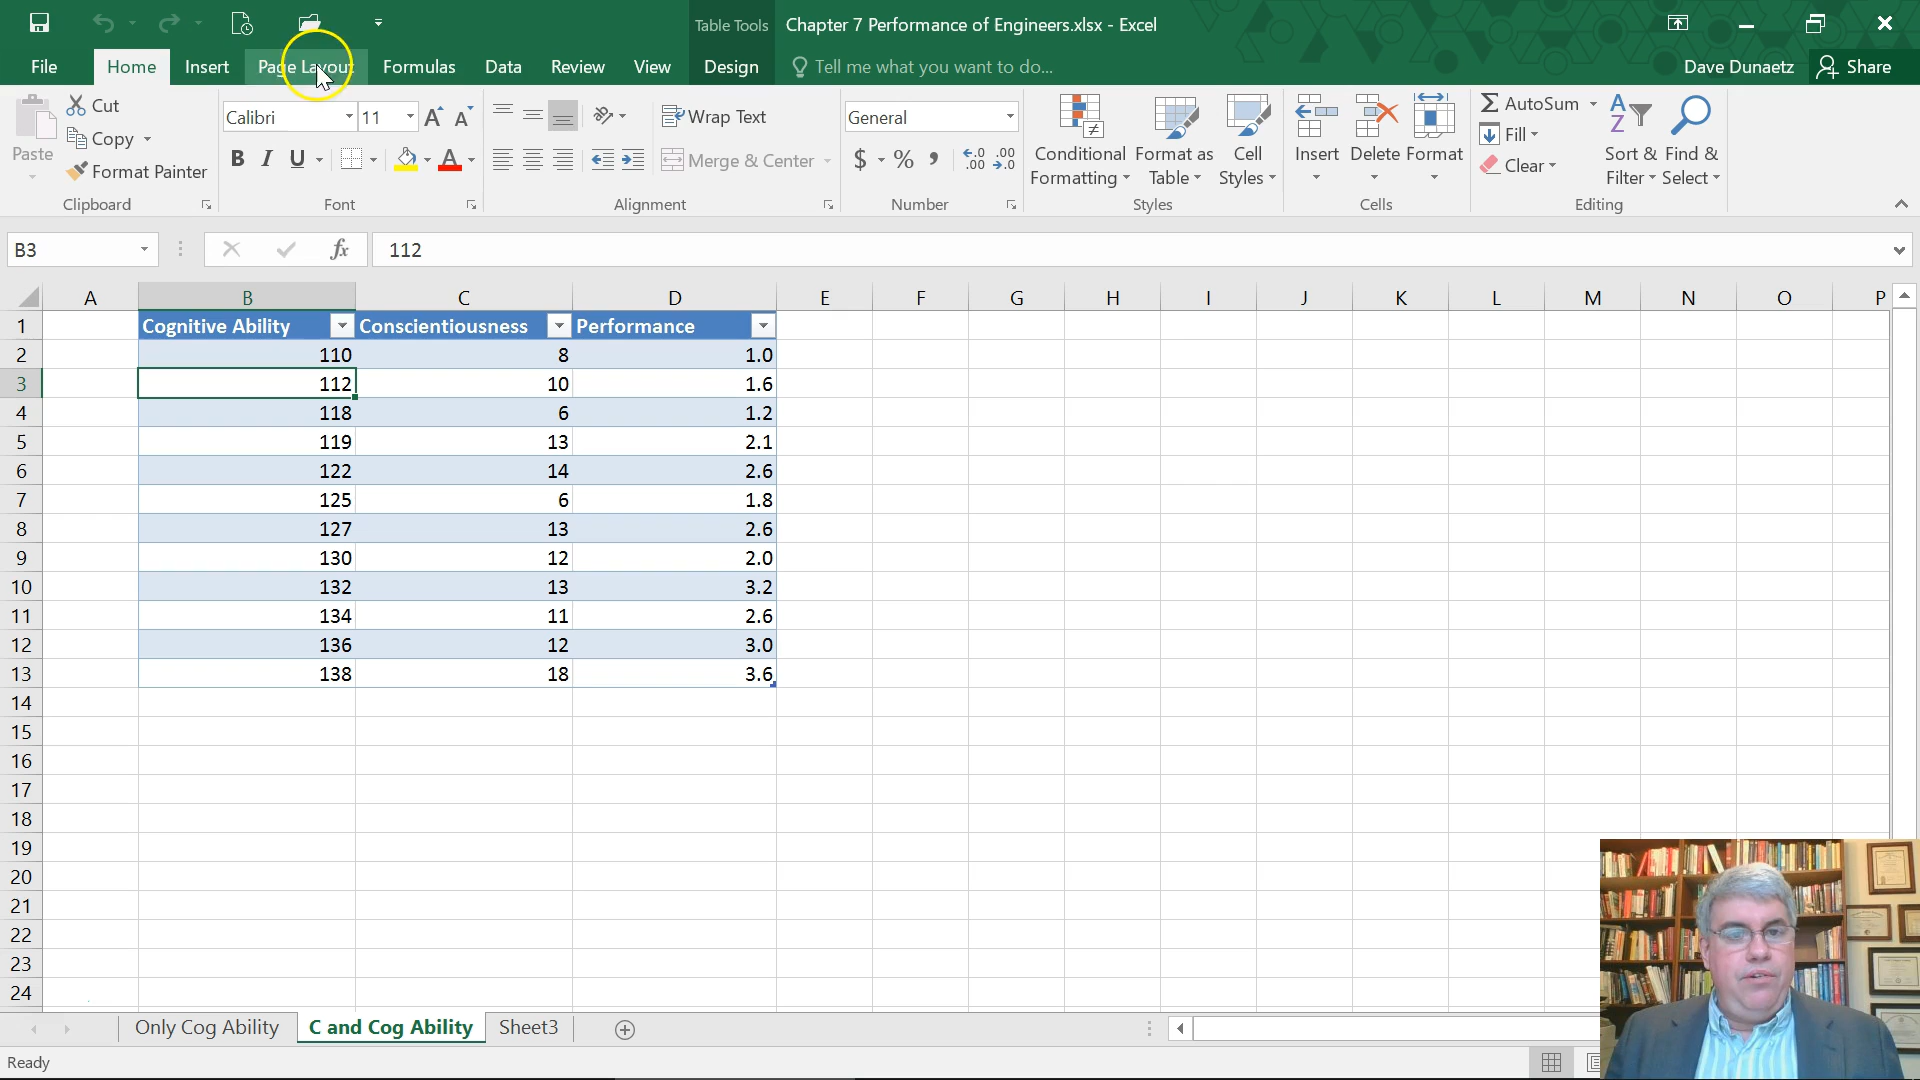 Table Tools
Chapter 7 Performance of Engineers.xlsx - Excel
File Home Insert Page Layout Formulas Data Review View Design Tell me what you want to do... Dave Dunaetz Share
Paste
Cut
Copy
Format Painter
Clipboard
Calibri 11
B I U
Font
Wrap Text
Merge & Center
Alignment
General
$ % , .0 .00 .00 .0
Number
Conditional Formatting
Format as Table
Cell Styles
Styles
Insert Delete Format
Cells
AutoSum
Fill
Clear
Sort & Filter
Find & Select
Editing
B3 fx 112
A B C D E F G H I J K L M N O P
1 Cognitive Ability Conscientiousness Performance
2 110 8 1.0
3 112 10 1.6
4 118 6 1.2
5 119 13 2.1
6 122 14 2.6
7 125 6 1.8
8 127 13 2.6
9 130 12 2.0
10 132 13 3.2
11 134 11 2.6
12 136 12 3.0
13 138 18 3.6
14
15
16
17
18
19
20
21
22
23
24
Only Cog Ability C and Cog Ability Sheet3
Ready